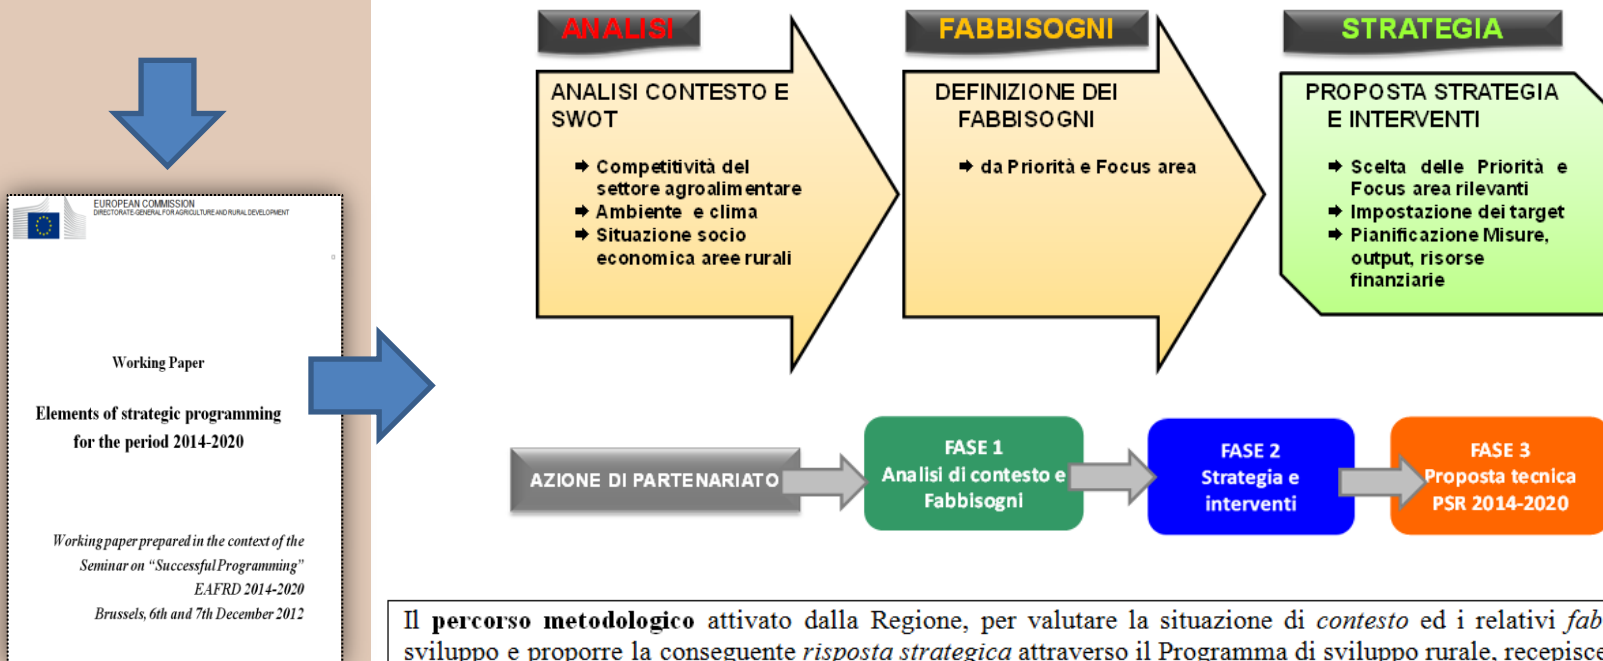 EUROPEAN COMMISSION
DIRECTORATE-GENERAL FOR AGRICULTURE AND RURAL DEVELOPMENT
Working Paper
Elements of strategic programming
for the period 2014-2020
Working paper prepared in the context of the
Seminar on “Successful Programming”
EAFRD 2014-2020
Brussels, 6th and 7th December 2012
ANALISI
ANALISI CONTESTO E
SWOT
➡ Competitività del
settore agroalimentare
➡ Ambiente e clima
➡ Situazione socio
economica aree rurali
FABBISOGNI
DEFINIZIONE DEI
FABBISOGNI
➡ da Priorità e Focus area
STRATEGIA
PROPOSTA STRATEGIA
E INTERVENTI
➡ Scelta delle Priorità e
Focus area rilevanti
➡ Impostazione dei target
➡ Pianificazione Misure,
output, risorse
finanziarie
AZIONE DI PARTENARIATO
FASE 1
Analisi di contesto e
Fabbisogni
FASE 2
Strategia e
interventi
FASE 3
Proposta tecnica
PSR 2014-2020
Il percorso metodologico attivato dalla Regione, per valutare la situazione di contesto ed i relativi fab
sviluppo e proporre la conseguente risposta strategica attraverso il Programma di sviluppo rurale, recepisce